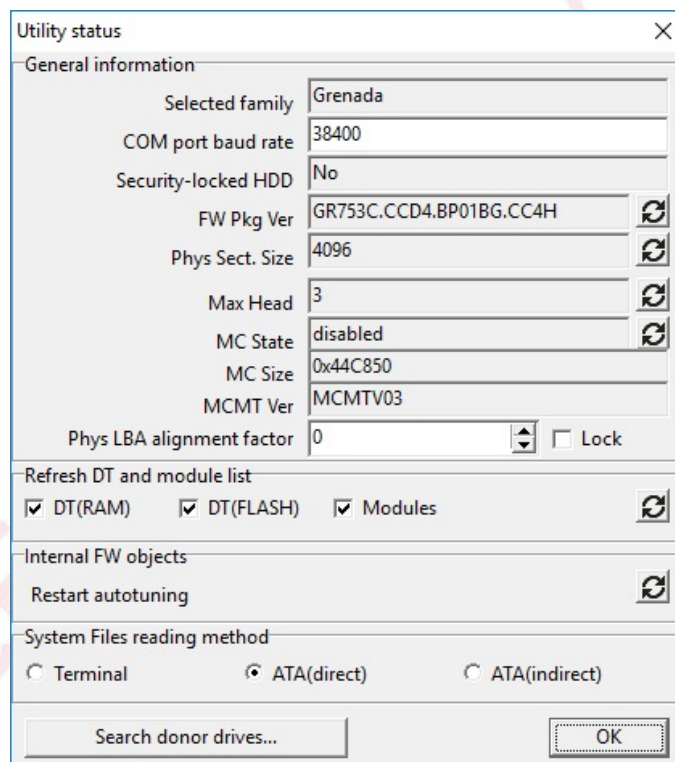 Utility status
General information
Selected family Grenada
COM port baud rate 38400
Security-locked HDD No
FW Pkg Ver GR753C.CCD4.BP01BG.CC4H
Phys Sect. Size 4096
Max Head 3
MC State disabled
MC Size 0x44C850
MCMT Ver MCMTV03
Phys LBA alignment factor 0 Lock
Refresh DT and module list
DT(RAM) DT(FLASH) Modules
Internal FW objects
Restart autotuning
System Files reading method
Terminal ATA(direct) ATA(indirect)
Search donor drives... OK